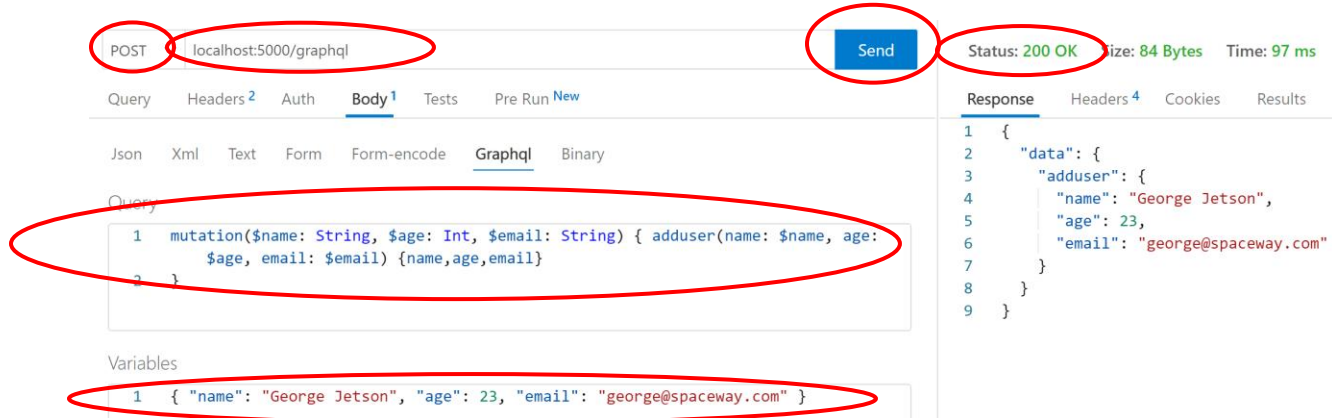 POST localhost:5000/graphql Send
Query Headers 2 Auth Body 1 Tests Pre Run New
Json Xml Text Form Form-encode Graphql Binary
Query
1 mutation($name: String, $age: Int, $email: String) { adduser(name: $name, age:
$age, email: $email) {name,age,email}
2 }
Variables
1 { "name": "George Jetson", "age": 23, "email": "george@spaceway.com" }
Status: 200 OK Size: 84 Bytes Time: 97 ms
Response Headers 4 Cookies Results
1 {
2 "data": {
3 "adduser": {
4 "name": "George Jetson",
5 "age": 23,
6 "email": "george@spaceway.com"
7 }
8 }
9 }